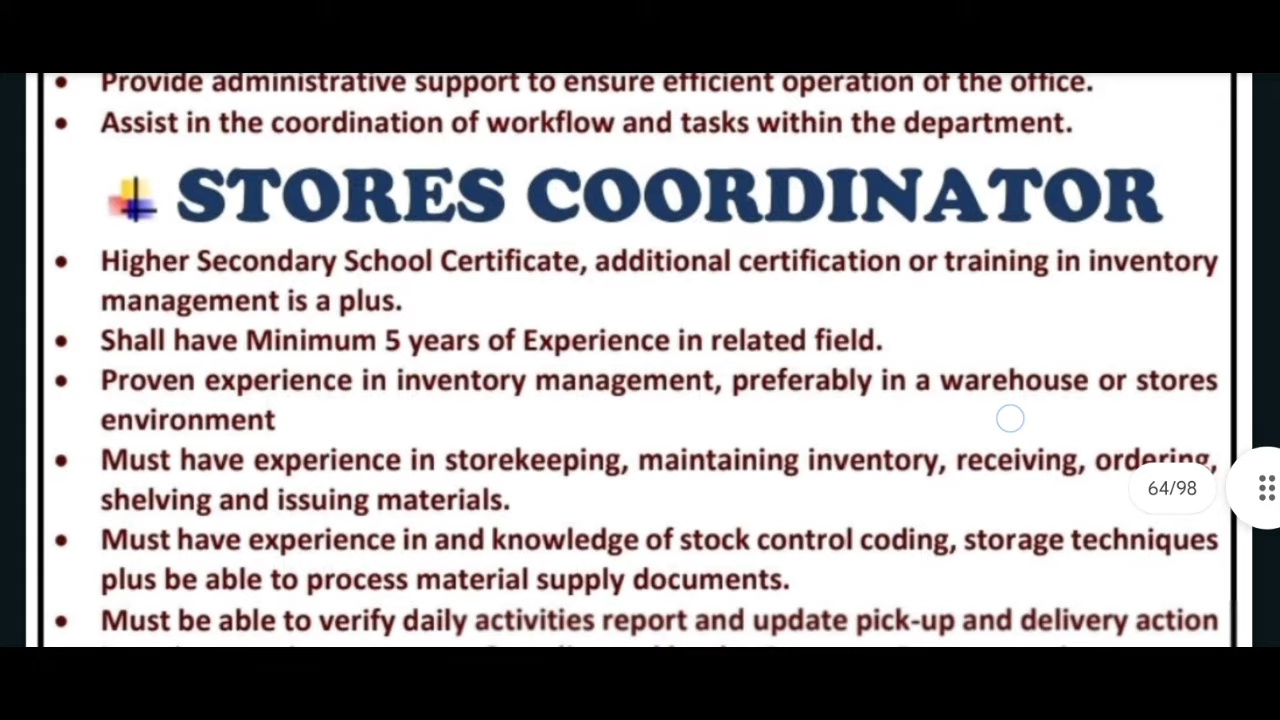 • Provide administrative support to ensure efficient operation of the office.
• Assist in the coordination of workflow and tasks within the department.
STORES COORDINATOR
• Higher Secondary School Certificate, additional certification or training in inventory
management is a plus.
• Shall have Minimum 5 years of Experience in related field.
• Proven experience in inventory management, preferably in a warehouse or stores
environment
• Must have experience in storekeeping, maintaining inventory, receiving, ordering,
shelving and issuing materials.
64/98
• Must have experience in and knowledge of stock control coding, storage techniques
plus be able to process material supply documents.
• Must be able to verify daily activities report and update pick-up and delivery action